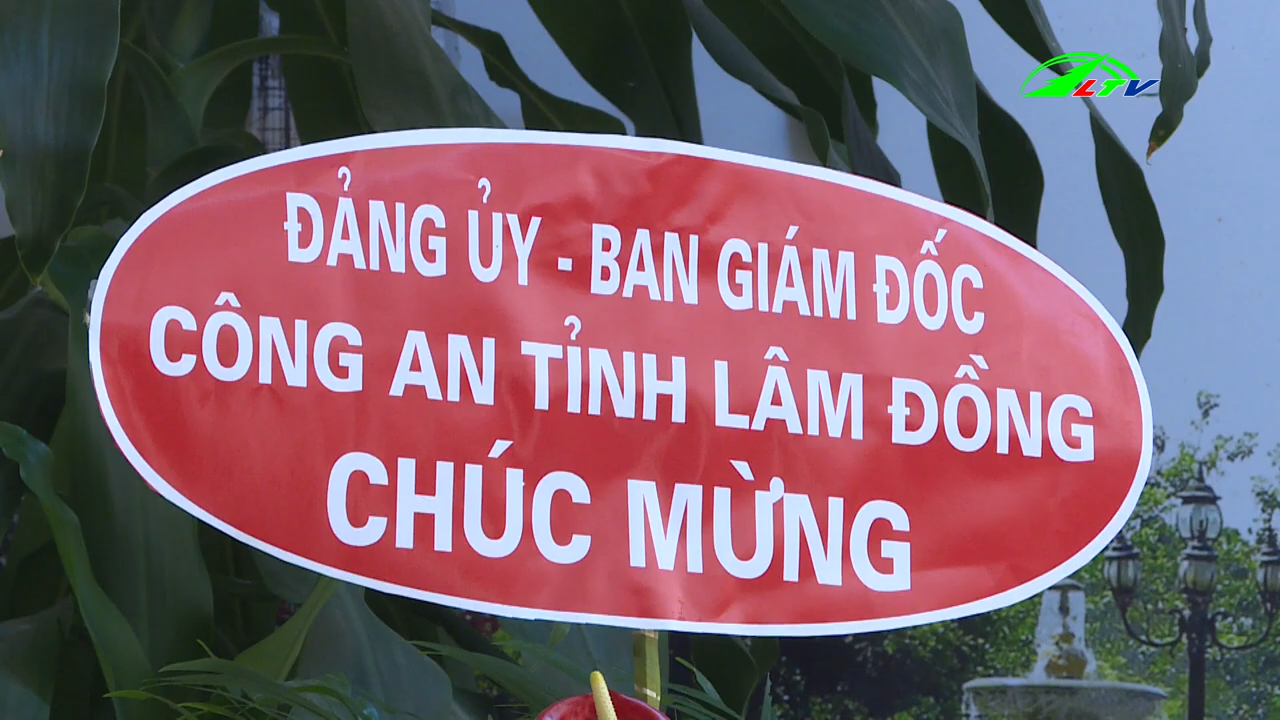 LTV
ĐẢNG ỦY - BAN GIÁM ĐỐC
CÔNG AN TỈNH LÂM ĐỒNG
CHÚC MỪNG